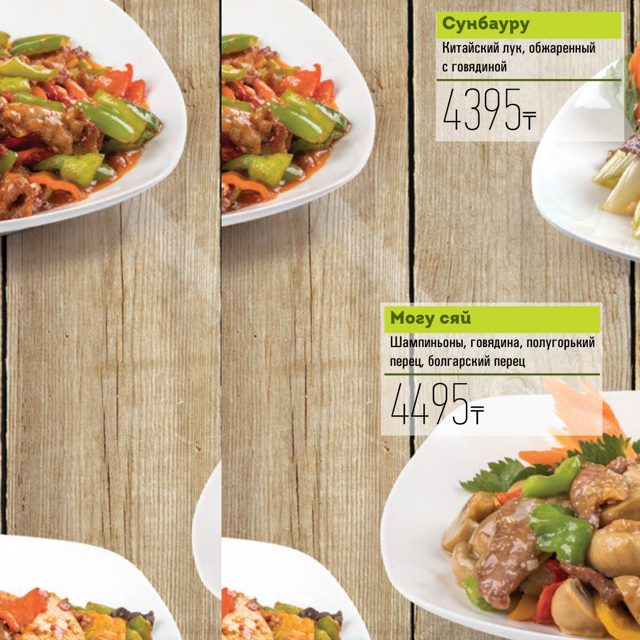 Сунбауру
Китайский лук, обжаренный
с говядиной
4395₸
Могу сяй
Шампиньоны, говядина, полугорький
перец, болгарский перец
4495₸